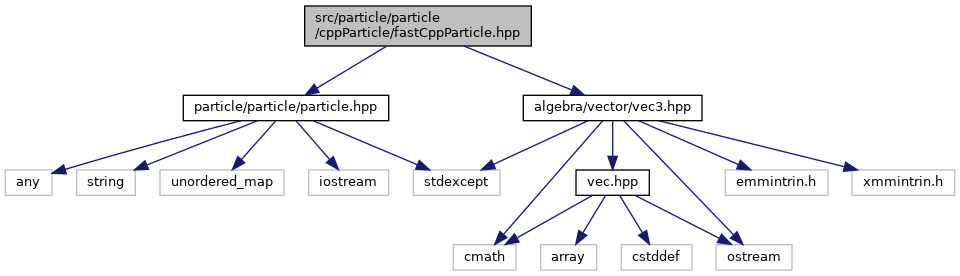 src/particle/particle
/cppParticle/fastCppParticle.hpp
particle/particle/particle.hpp
algebra/vector/vec3.hpp
any
string
unordered_map
iostream
stdexcept
vec.hpp
emmintrin.h
xmmintrin.h
cmath
array
cstddef
ostream